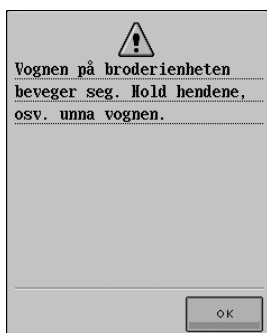 Vognen på broderienheten
beveger seg. Hold hendene,
osv. unna vognen.
OK